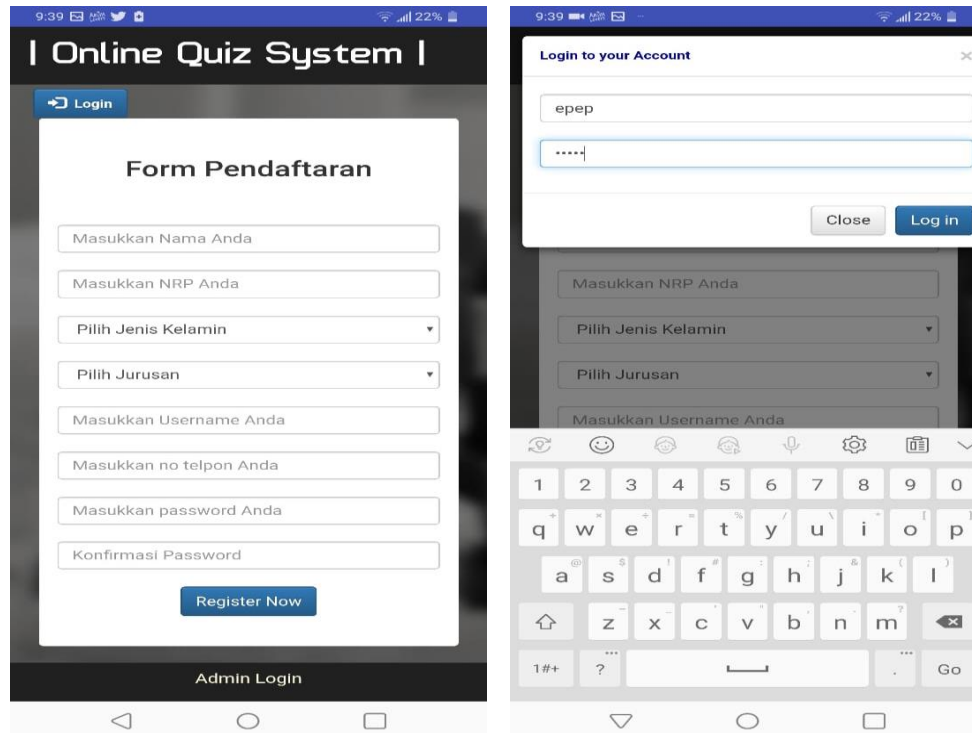 9:39
22%
| Online Quiz System |
Login
Form Pendaftaran
Masukkan Nama Anda
Masukkan NRP Anda
Pilih Jenis Kelamin
Pilih Jurusan
Masukkan Username Anda
Masukkan no telpon Anda
Masukkan password Anda
Konfirmasi Password
Register Now
Admin Login
9:39
22%
Login to your Account ×
epep
•••••
Close Log in
Masukkan NRP Anda
Pilih Jenis Kelamin
Pilih Jurusan
Masukkan Username Anda
1 2 3 4 5 6 7 8 9 0
q w e r t y u i o p
a s d f g h j k l
z x c v b n m
1#+ ? . Go